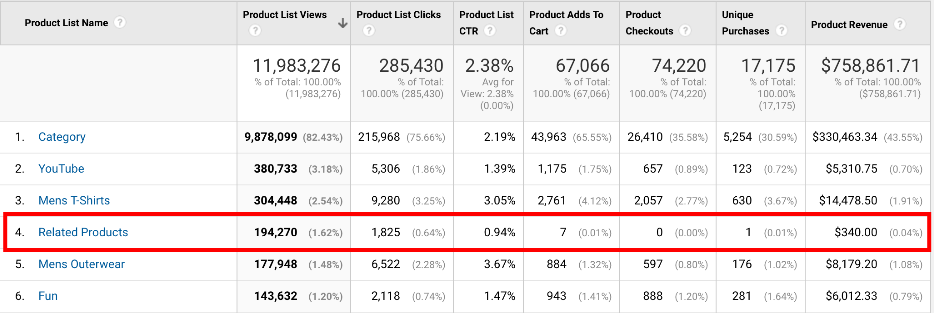 Product List Name ?
Product List Views ?
Product List Clicks ?
Product List CTR ?
Product Adds To Cart ?
Product Checkouts ?
Unique Purchases ?
Product Revenue ?
11,983,276
% of Total: 100.00%
(11,983,276)
285,430
% of Total:
100.00% (285,430)
2.38%
Avg for
View: 2.38%
(0.00%)
67,066
% of Total:
100.00% (67,066)
74,220
% of Total:
100.00% (74,220)
17,175
% of Total:
100.00%
(17,175)
$758,861.71
% of Total: 100.00%
($758,861.71)
1. Category 9,878,099 (82.43%) 215,968 (75.66%) 2.19% 43,963 (65.55%) 26,410 (35.58%) 5,254 (30.59%) $330,463.34 (43.55%)
2. YouTube 380,733 (3.18%) 5,306 (1.86%) 1.39% 1,175 (1.75%) 657 (0.89%) 123 (0.72%) $5,310.75 (0.70%)
3. Mens T-Shirts 304,448 (2.54%) 9,280 (3.25%) 3.05% 2,761 (4.12%) 2,057 (2.77%) 630 (3.67%) $14,478.50 (1.91%)
4. Related Products 194,270 (1.62%) 1,825 (0.64%) 0.94% 7 (0.01%) 0 (0.00%) 1 (0.01%) $340.00 (0.04%)
5. Mens Outerwear 177,948 (1.48%) 6,522 (2.28%) 3.67% 884 (1.32%) 597 (0.80%) 176 (1.02%) $8,179.20 (1.08%)
6. Fun 143,632 (1.20%) 2,118 (0.74%) 1.47% 943 (1.41%) 888 (1.20%) 281 (1.64%) $6,012.33 (0.79%)